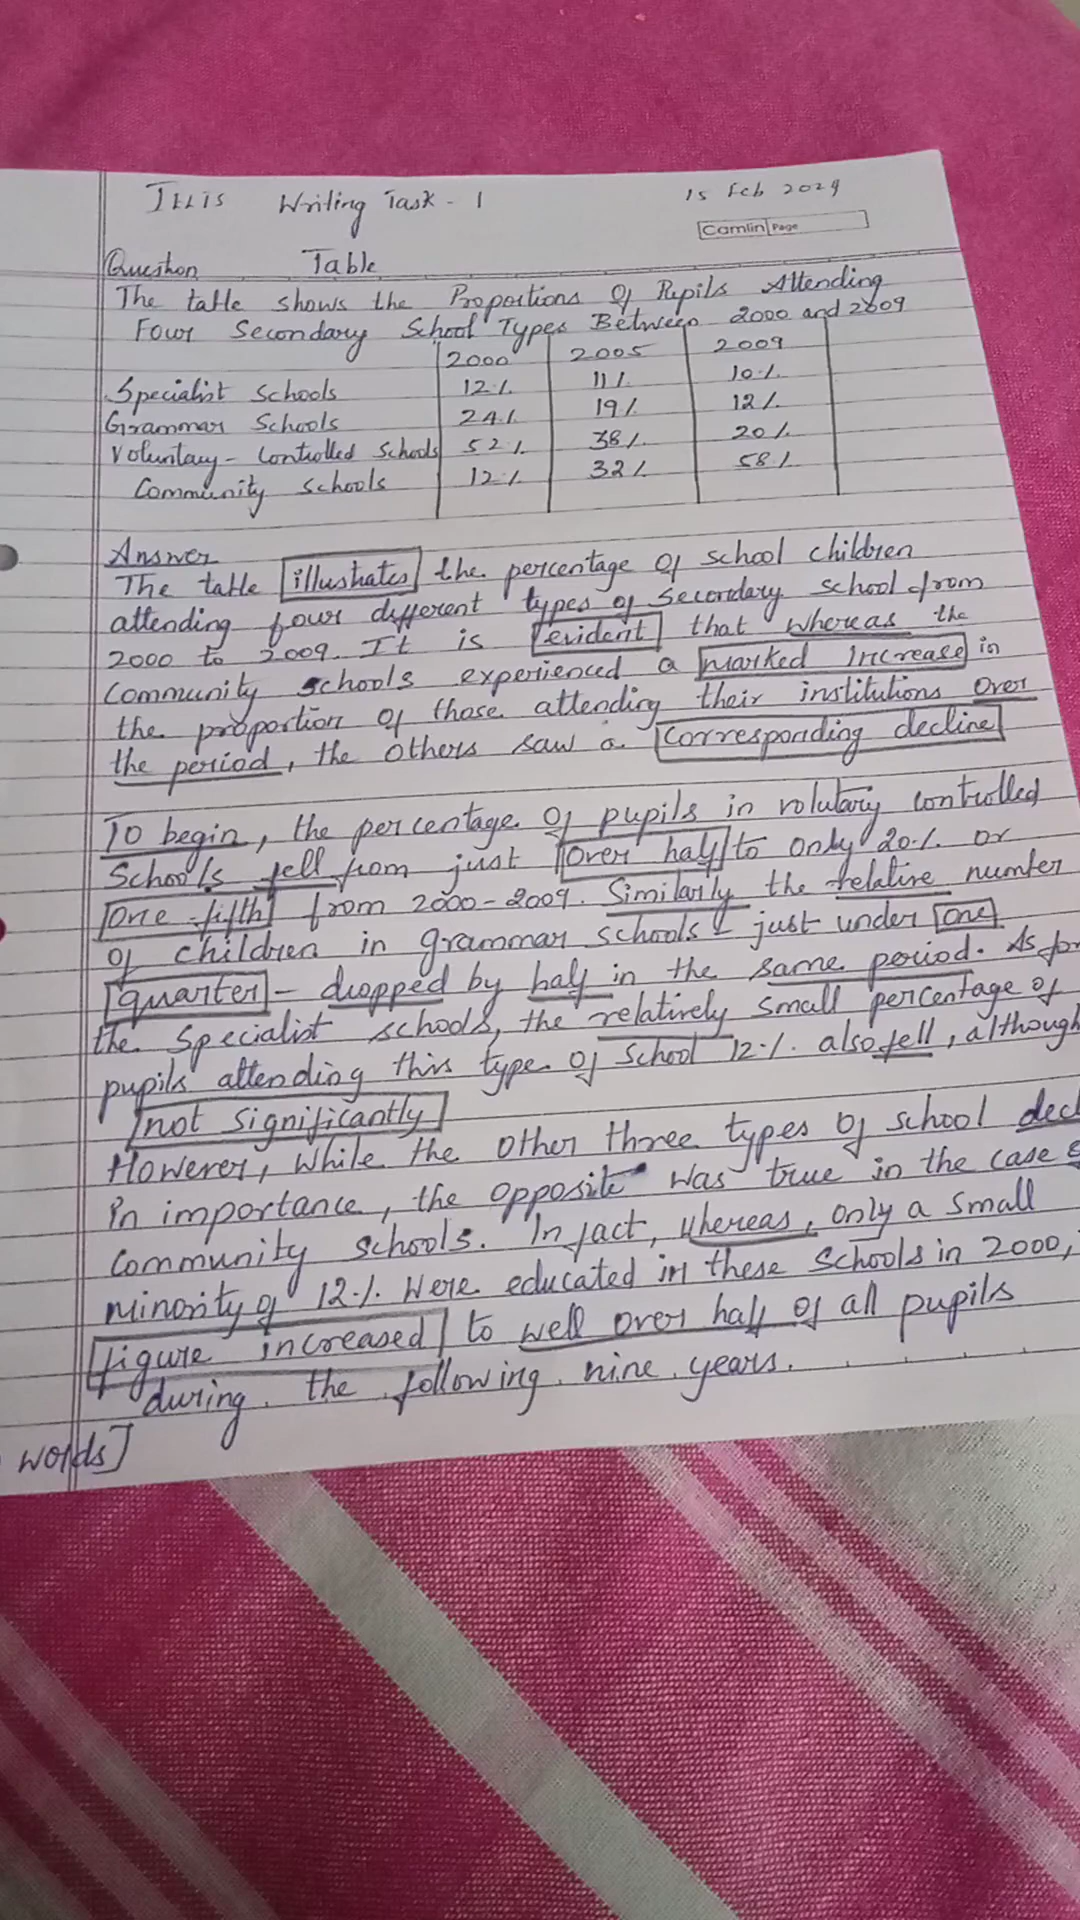 IELTS Writing Task - 1
15 Feb 2024
Camlin Page
Question Table
The table shows the Proportions of Pupils Attending
Four Secondary School Types Between 2000 and 2009
2000 2005 2009
Specialist Schools 12% 11% 10%
Grammar Schools 24% 19% 12%
Voluntary - Controlled Schools 52% 38% 20%
Community Schools 12% 32% 58%
Answer
The table illustrates the percentage of school children
attending four different types of secondary school from
2000 to 2009. It is evident that whereas the
Community schools experienced a marked increase in
the proportion of those attending their institutions over
the period, the others saw a corresponding decline
To begin, the percentage of pupils in volutary controlled
Schools fell from just over half to only 20% or
one fifth from 2000-2009. Similarly the relative number
of children in grammar schools - just under one
quarter - dropped by half in the same period. As for
the Specialist schools, the relatively small percentage of
pupils attending this type of School 12% also fell, although
not significantly
However, while the other three types of school decl
in importance, the opposite was true in the case
Community schools. In fact, whereas, only a small
minority of 12% were educated in these Schools in 2000,
figure increased to well over half of all pupils
during the following nine years.
words]